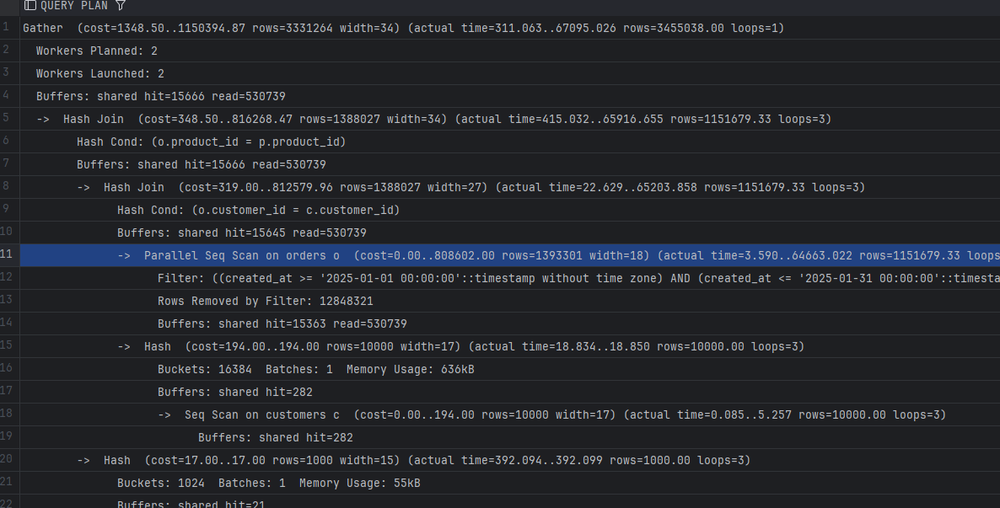 QUERY PLAN
1 Gather (cost=1348.50..1150394.87 rows=3331264 width=34) (actual time=311.063..67095.026 rows=3455038.00 loops=1)
2 Workers Planned: 2
3 Workers Launched: 2
4 Buffers: shared hit=15666 read=530739
5 -> Hash Join (cost=348.50..816268.47 rows=1388027 width=34) (actual time=415.032..65916.655 rows=1151679.33 loops=3)
6 Hash Cond: (o.product_id = p.product_id)
7 Buffers: shared hit=15666 read=530739
8 -> Hash Join (cost=319.00..812579.96 rows=1388027 width=27) (actual time=22.629..65203.858 rows=1151679.33 loops=3)
9 Hash Cond: (o.customer_id = c.customer_id)
10 Buffers: shared hit=15645 read=530739
11 -> Parallel Seq Scan on orders o (cost=0.00..808602.00 rows=1393301 width=18) (actual time=3.590..64663.022 rows=1151679.33 loops
12 Filter: ((created_at >= '2025-01-01 00:00:00'::timestamp without time zone) AND (created_at <= '2025-01-31 00:00:00'::timesta
13 Rows Removed by Filter: 12848321
14 Buffers: shared hit=15363 read=530739
15 -> Hash (cost=194.00..194.00 rows=10000 width=17) (actual time=18.834..18.850 rows=10000.00 loops=3)
16 Buckets: 16384 Batches: 1 Memory Usage: 636kB
17 Buffers: shared hit=282
18 -> Seq Scan on customers c (cost=0.00..194.00 rows=10000 width=17) (actual time=0.085..5.257 rows=10000.00 loops=3)
19 Buffers: shared hit=282
20 -> Hash (cost=17.00..17.00 rows=1000 width=15) (actual time=392.094..392.099 rows=1000.00 loops=3)
21 Buckets: 1024 Batches: 1 Memory Usage: 55kB
22 Buffers: shared hit=21